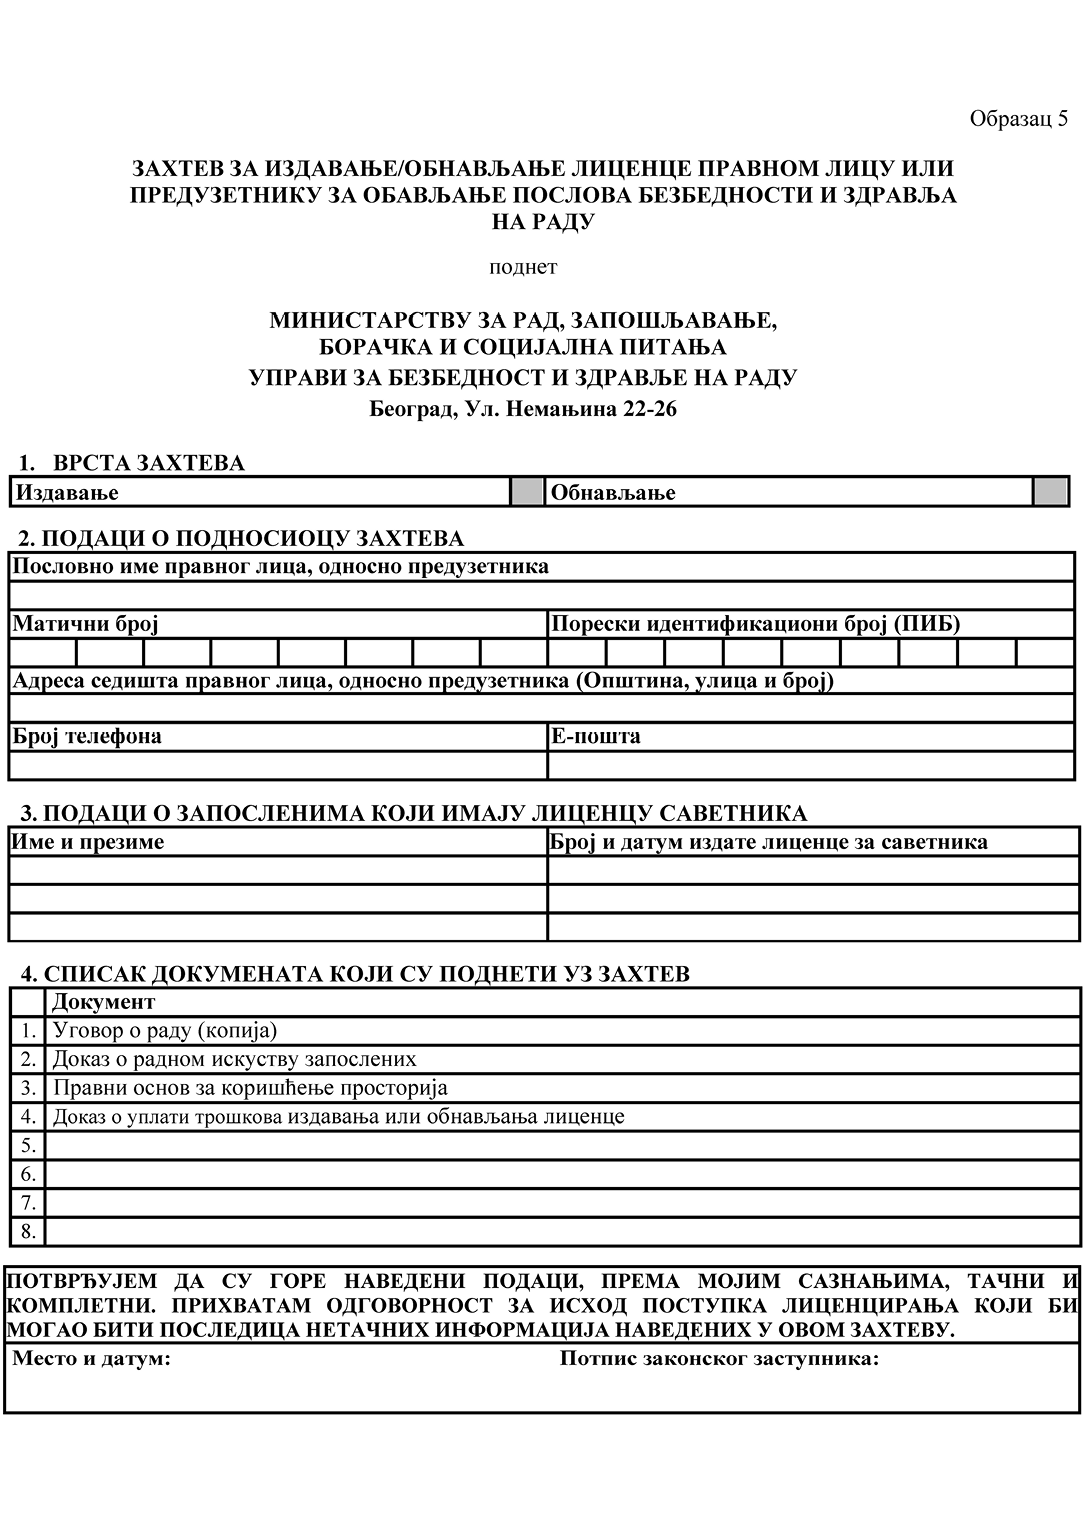 Образац 5
ЗАХТЕВ ЗА ИЗДАВАЊЕ/ОБНАВЉАЊЕ ЛИЦЕНЦЕ ПРАВНОМ ЛИЦУ ИЛИ
ПРЕДУЗЕТНИКУ ЗА ОБАВЉАЊЕ ПОСЛОВА БЕЗБЕДНОСТИ И ЗДРАВЉА
НА РАДУ
поднет
МИНИСТАРСТВУ ЗА РАД, ЗАПОШЉАВАЊЕ,
БОРАЧКА И СОЦИЈАЛНА ПИТАЊА
УПРАВИ ЗА БЕЗБЕДНОСТ И ЗДРАВЉЕ НА РАДУ
Београд, Ул. Немањина 22-26
1. ВРСТА ЗАХТЕВА
Издавање Обнављање
2. ПОДАЦИ О ПОДНОСИОЦУ ЗАХТЕВА
Пословно име правног лица, односно предузетника
Матични број Порески идентификациони број (ПИБ)
Адреса седишта правног лица, односно предузетника (Општина, улица и број)
Број телефона Е-пошта
3. ПОДАЦИ О ЗАПОСЛЕНИМА КОЈИ ИМАЈУ ЛИЦЕНЦУ САВЕТНИКА
Име и презиме Број и датум издате лиценце за саветника
4. СПИСАК ДОКУМЕНАТА КОЈИ СУ ПОДНЕТИ УЗ ЗАХТЕВ
Документ
1. Уговор о раду (копија)
2. Доказ о радном искуству запослених
3. Правни основ за коришћење просторија
4. Доказ о уплати трошкова издавања или обнављања лиценце
5.
6.
7.
8.
ПОТВРЂУЈЕМ ДА СУ ГОРЕ НАВЕДЕНИ ПОДАЦИ, ПРЕМА МОЈИМ САЗНАЊИМА, ТАЧНИ И
КОМПЛЕТНИ. ПРИХВАТАМ ОДГОВОРНОСТ ЗА ИСХОД ПОСТУПКА ЛИЦЕНЦИРАЊА КОЈИ БИ
МОГАО БИТИ ПОСЛЕДИЦА НЕТАЧНИХ ИНФОРМАЦИЈА НАВЕДЕНИХ У ОВОМ ЗАХТЕВУ.
Место и датум: Потпис законског заступника: